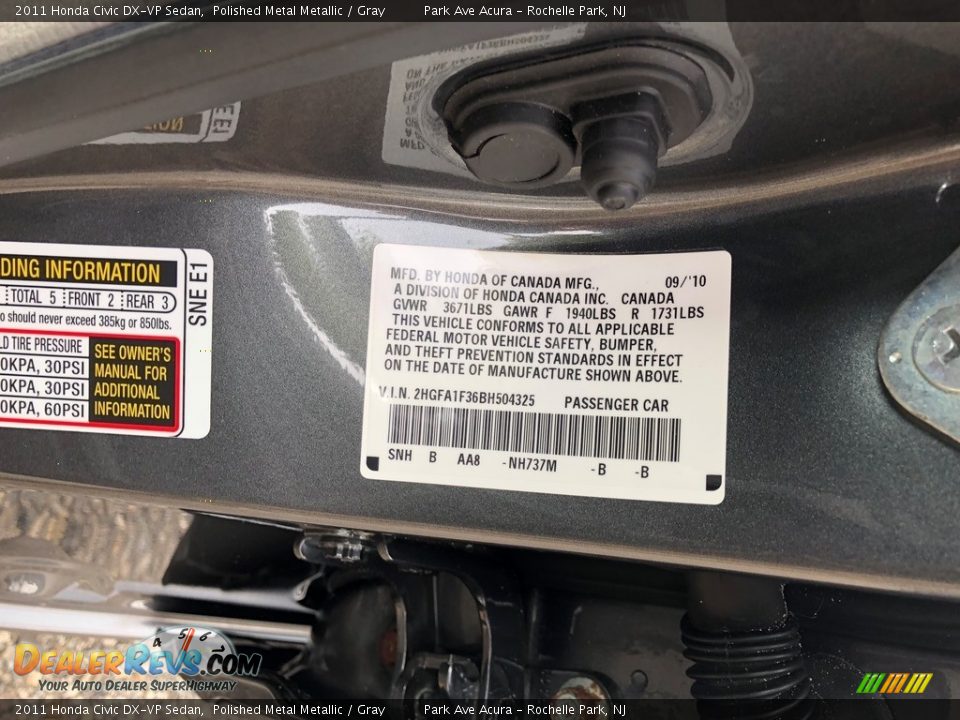 2011 Honda Civic DX-VP Sedan, Polished Metal Metallic / Gray Park Ave Acura - Rochelle Park, NJ
DING INFORMATION
TOTAL 5 FRONT 2 REAR 3
o should never exceed 385kg or 850lbs.
LD TIRE PRESSURE
0KPA, 30PSI
0KPA, 30PSI
0KPA, 60PSI
SEE OWNER'S
MANUAL FOR
ADDITIONAL
INFORMATION
SNE E1
MFD. BY HONDA OF CANADA MFG., 09/'10
A DIVISION OF HONDA CANADA INC. CANADA
GVWR 3671LBS GAWR F 1940LBS R 1731LBS
THIS VEHICLE CONFORMS TO ALL APPLICABLE
FEDERAL MOTOR VEHICLE SAFETY, BUMPER,
AND THEFT PREVENTION STANDARDS IN EFFECT
ON THE DATE OF MANUFACTURE SHOWN ABOVE.
V.I.N. 2HGFA1F36BH504325 PASSENGER CAR
SNH B AA8 -NH737M -B -B
4 5 6
DEALERREVS.COM
YOUR AUTO DEALER SUPERHIGHWAY
2011 Honda Civic DX-VP Sedan, Polished Metal Metallic / Gray Park Ave Acura - Rochelle Park, NJ